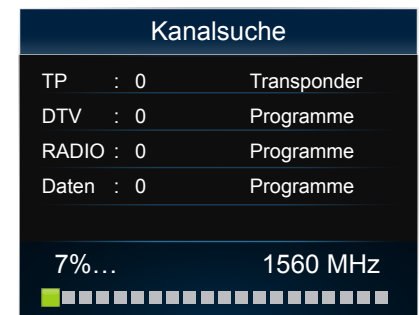 Kanalsuche
TP : 0 Transponder
DTV : 0 Programme
RADIO : 0 Programme
Daten : 0 Programme
7%… 1560 MHz